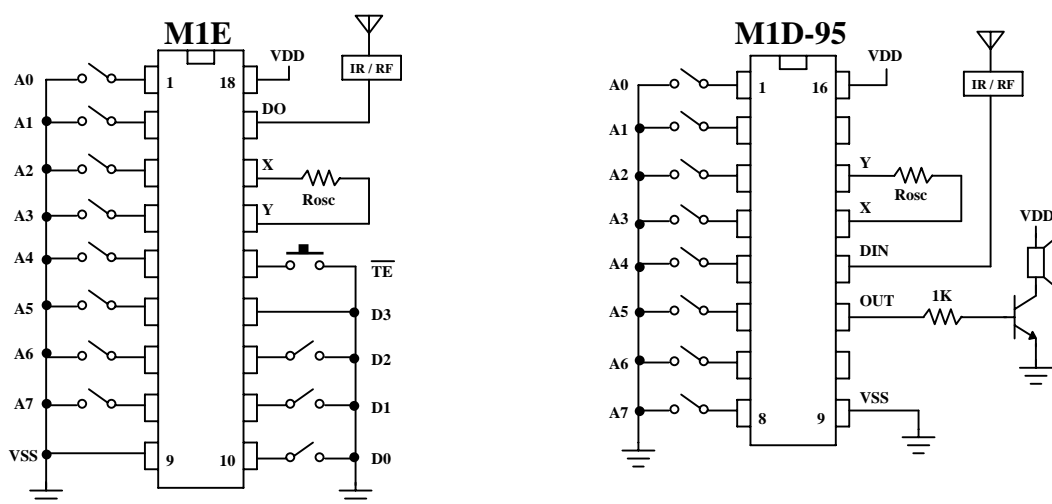 M1E
A0
1
18
VDD
IR / RF
A1
DO
A2
X
Rosc
A3
Y
A4
TE
A5
D3
A6
D2
A7
D1
VSS
9
10
D0
M1D-95
A0
1
16
VDD
IR / RF
A1
A2
Y
Rosc
A3
X
VDD
A4
DIN
A5
OUT
1K
A6
A7
8
9
VSS